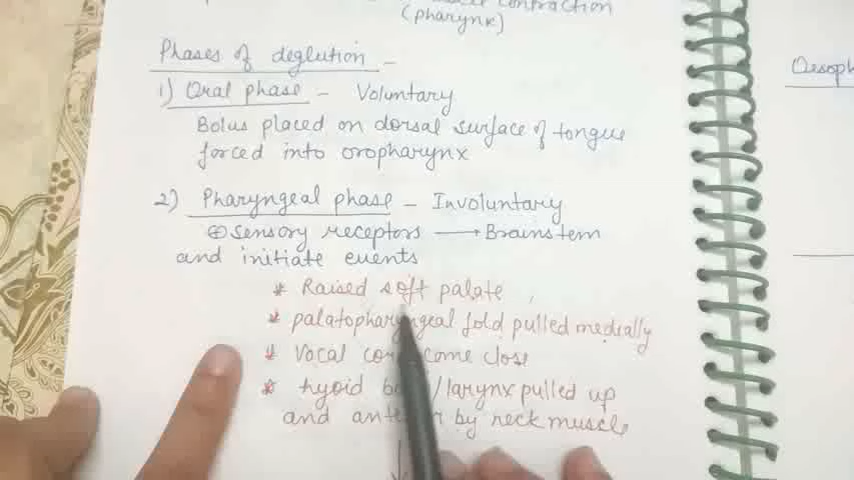 contraction
(pharynx)
Phases of deglution -
1) Oral phase - Voluntary
Bolus placed on dorsal surface of tongue
forced into oropharynx
2) Pharyngeal phase - Involuntary
⊕ sensory receptors → Brainstem
and initiate events
* Raised soft palate ,
* palatopharyngeal fold pulled medially
* Vocal come close
* hyoid /larynx pulled up
and by neck muscle
↓
Oesoph